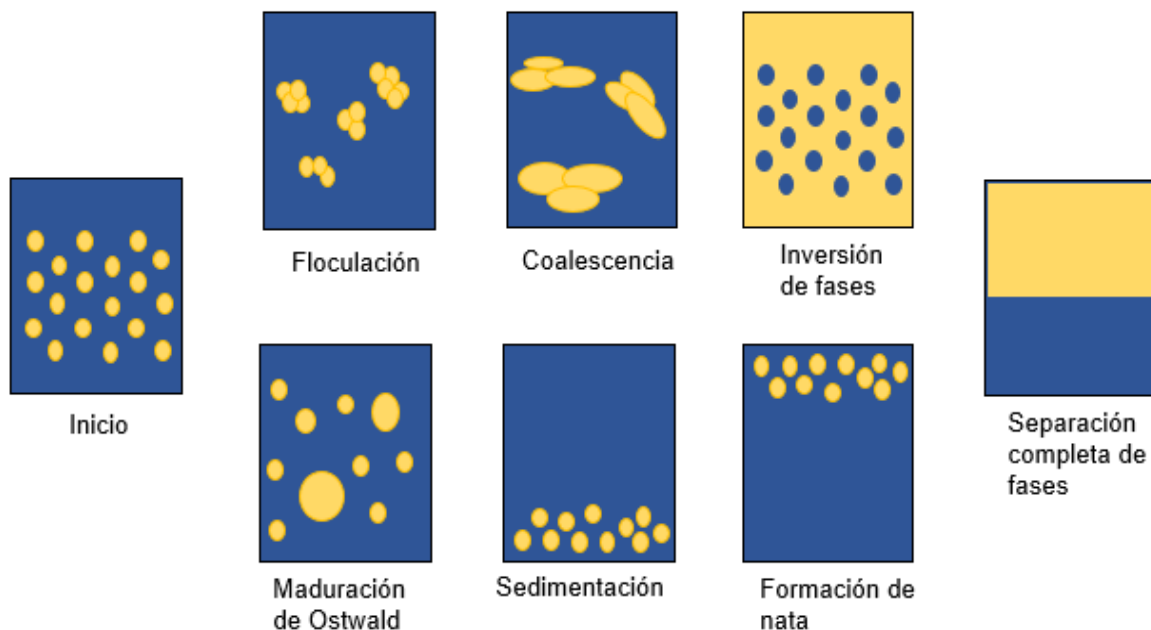 Inicio
Floculación
Coalescencia
Inversión
de fases
Maduración
de Ostwald
Sedimentación
Formación de
nata
Separación
completa de
fases